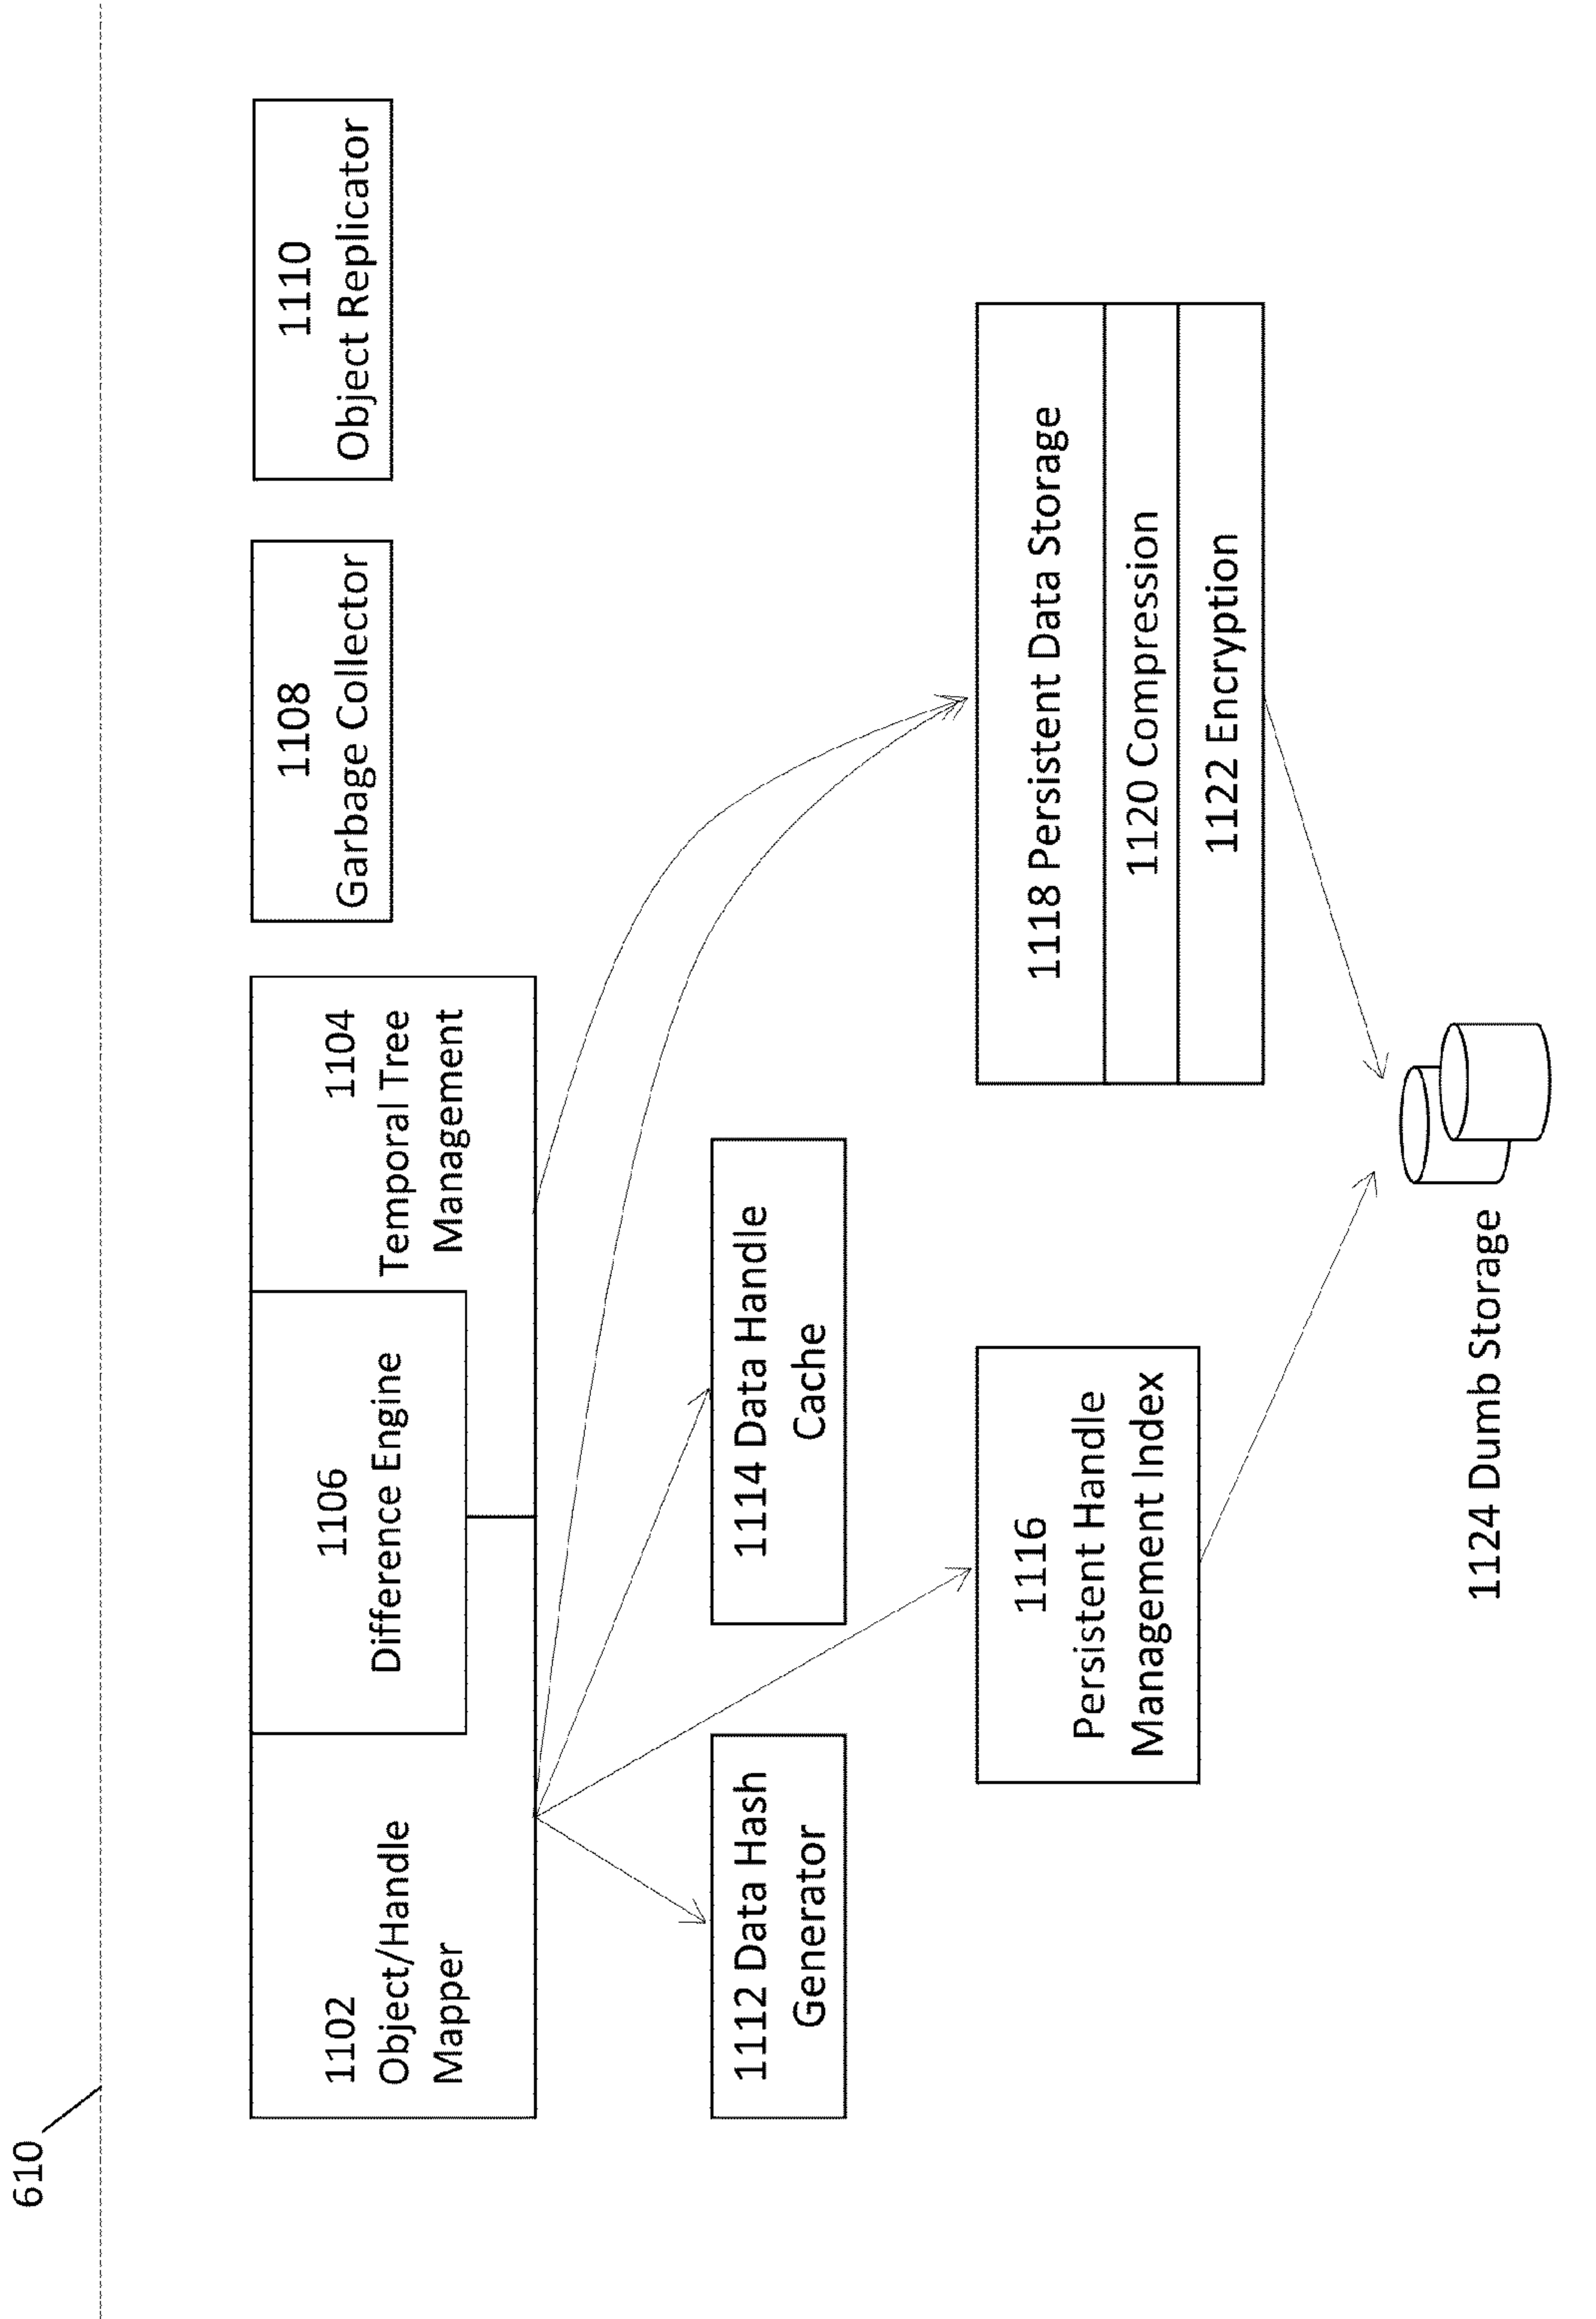 610
1102
Object/Handle
Mapper
1106
Difference Engine
1104
Temporal Tree
Management
1108
Garbage Collector
1110
Object Replicator
1112 Data Hash
Generator
1114 Data Handle
Cache
1116
Persistent Handle
Management Index
1118 Persistent Data Storage
1120 Compression
1122 Encryption
1124 Dumb Storage